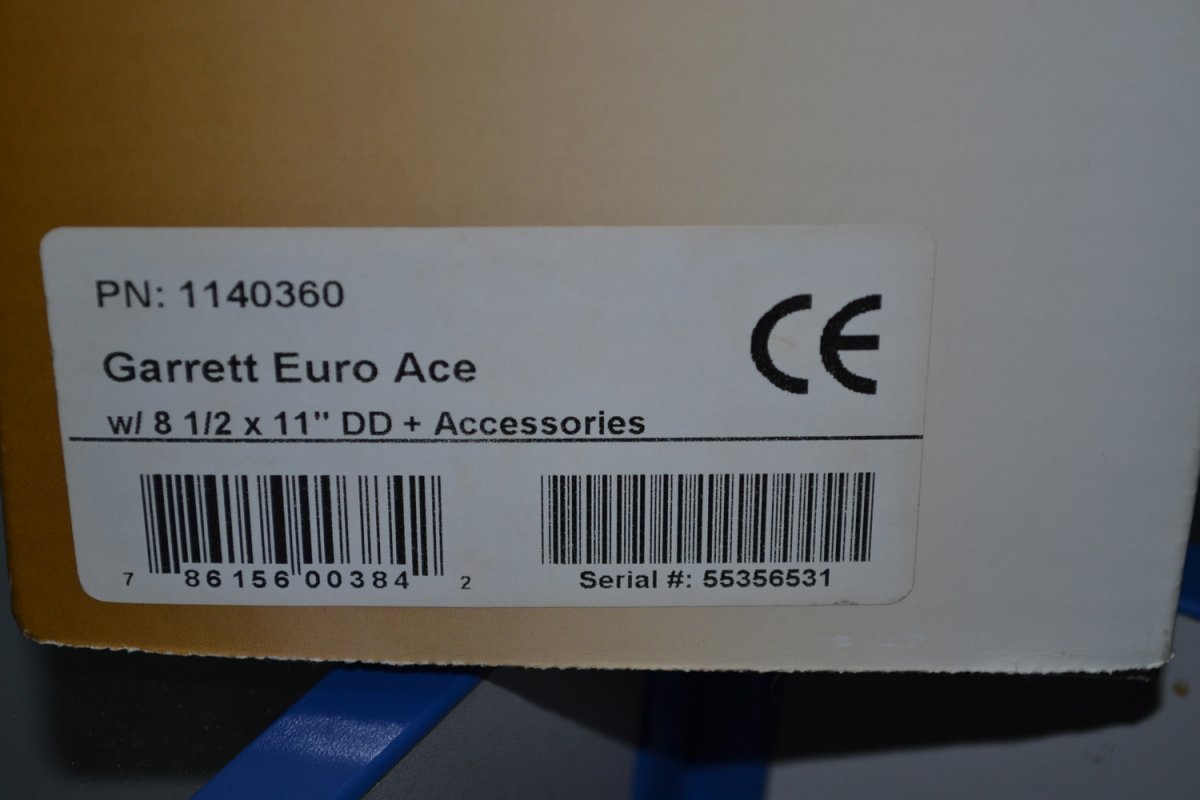 PN: 1140360
CE
Garrett Euro Ace
w/ 8 1/2 x 11" DD + Accessories
7 86156 00384 2
Serial #: 55356531